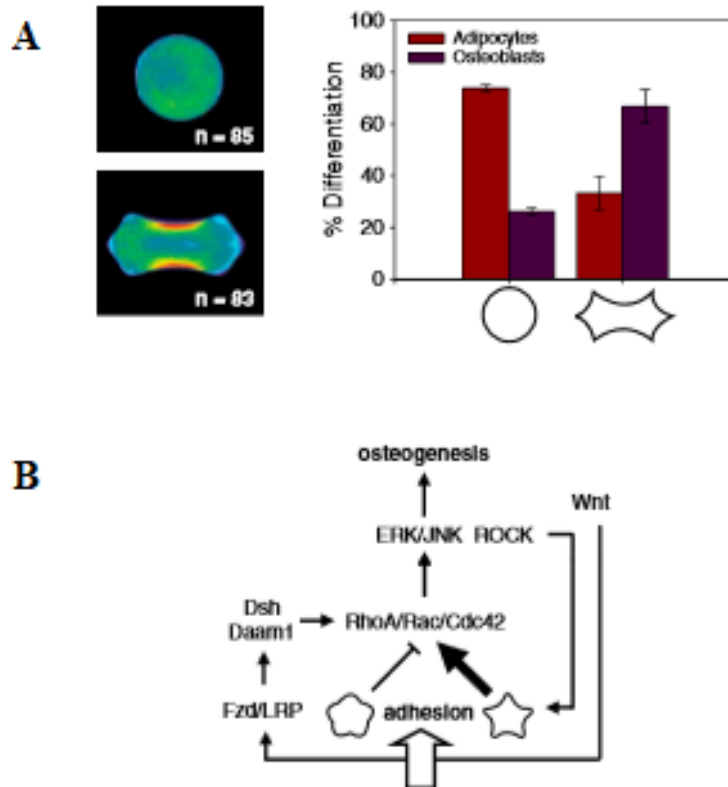 A
n = 85
n = 83
% Differentiation
100
80
60
40
20
0
Adipocytes
Osteoblasts
B
osteogenesis
Wnt
ERK/JNK ROCK
Dsh
Daam1
RhoA/Rac/Cdc42
Fzd/LRP
adhesion